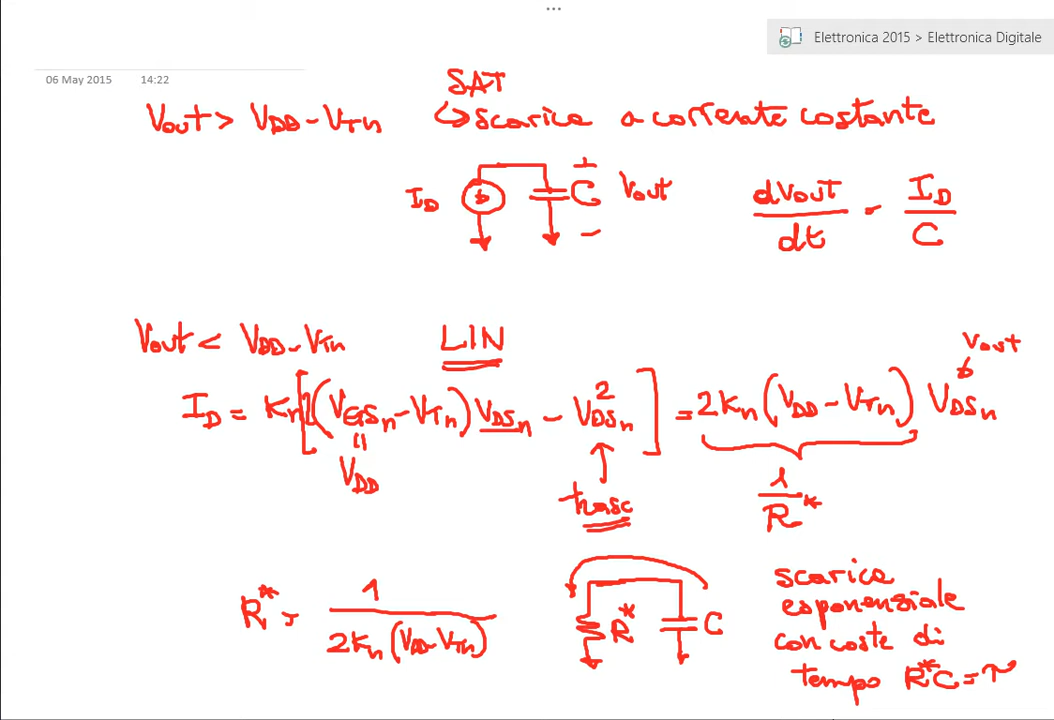 Elettronica 2015 > Elettronica Digitale
06 May 2015 14:22
SAT
Vout > VDD - VTn ↳ scarica a corrente costante
ID C Vout dVout/dt = ID/C
Vout < VDD - VTn LIN
Vout
ID = Kn[2(VGSn - VTn) VDSn - VDSn²] = 2Kn(VDD - VTn) VDSn
VDD
trasc
1/R*
R* = 1/(2Kn(VDD - VTn)) R* C
scarica
esponenziale
con coste di
tempo R*C = τ